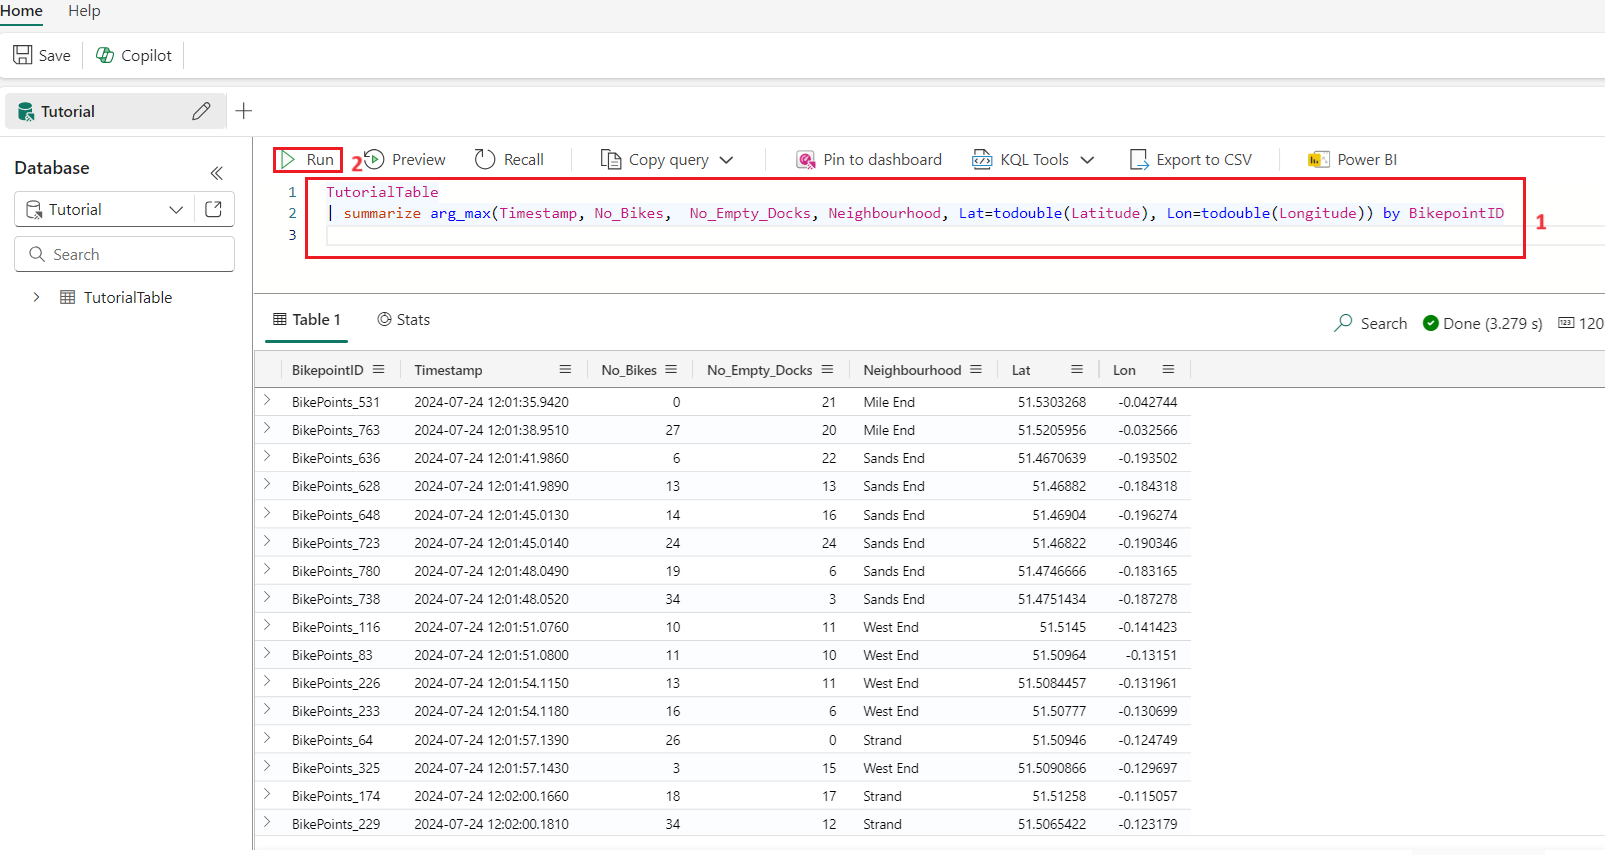 Home Help
Save Copilot
Tutorial
Database
Tutorial
Search
TutorialTable
Run 2 Preview Recall Copy query Pin to dashboard KQL Tools Export to CSV Power BI
1 TutorialTable
2 | summarize arg_max(Timestamp, No_Bikes,  No_Empty_Docks, Neighbourhood, Lat=todouble(Latitude), Lon=todouble(Longitude)) by BikepointID
1
3
Table 1 Stats Search Done (3.279 s) 123 120
BikepointID Timestamp No_Bikes No_Empty_Docks Neighbourhood Lat Lon
BikePoints_531 2024-07-24 12:01:35.9420 0 21 Mile End 51.5303268 -0.042744
BikePoints_763 2024-07-24 12:01:38.9510 27 20 Mile End 51.5205956 -0.032566
BikePoints_636 2024-07-24 12:01:41.9860 6 22 Sands End 51.4670639 -0.193502
BikePoints_628 2024-07-24 12:01:41.9890 13 13 Sands End 51.46882 -0.184318
BikePoints_648 2024-07-24 12:01:45.0130 14 16 Sands End 51.46904 -0.196274
BikePoints_723 2024-07-24 12:01:45.0140 24 24 Sands End 51.46822 -0.190346
BikePoints_780 2024-07-24 12:01:48.0490 19 6 Sands End 51.4746666 -0.183165
BikePoints_738 2024-07-24 12:01:48.0520 34 3 Sands End 51.4751434 -0.187278
BikePoints_116 2024-07-24 12:01:51.0760 10 11 West End 51.5145 -0.141423
BikePoints_83 2024-07-24 12:01:51.0800 11 10 West End 51.50964 -0.13151
BikePoints_226 2024-07-24 12:01:54.1150 13 11 West End 51.5084457 -0.131961
BikePoints_233 2024-07-24 12:01:54.1180 16 6 West End 51.50777 -0.130699
BikePoints_64 2024-07-24 12:01:57.1390 26 0 Strand 51.50946 -0.124749
BikePoints_325 2024-07-24 12:01:57.1430 3 15 West End 51.5090866 -0.129697
BikePoints_174 2024-07-24 12:02:00.1660 18 17 Strand 51.51258 -0.115057
BikePoints_229 2024-07-24 12:02:00.1810 34 12 Strand 51.5065422 -0.123179